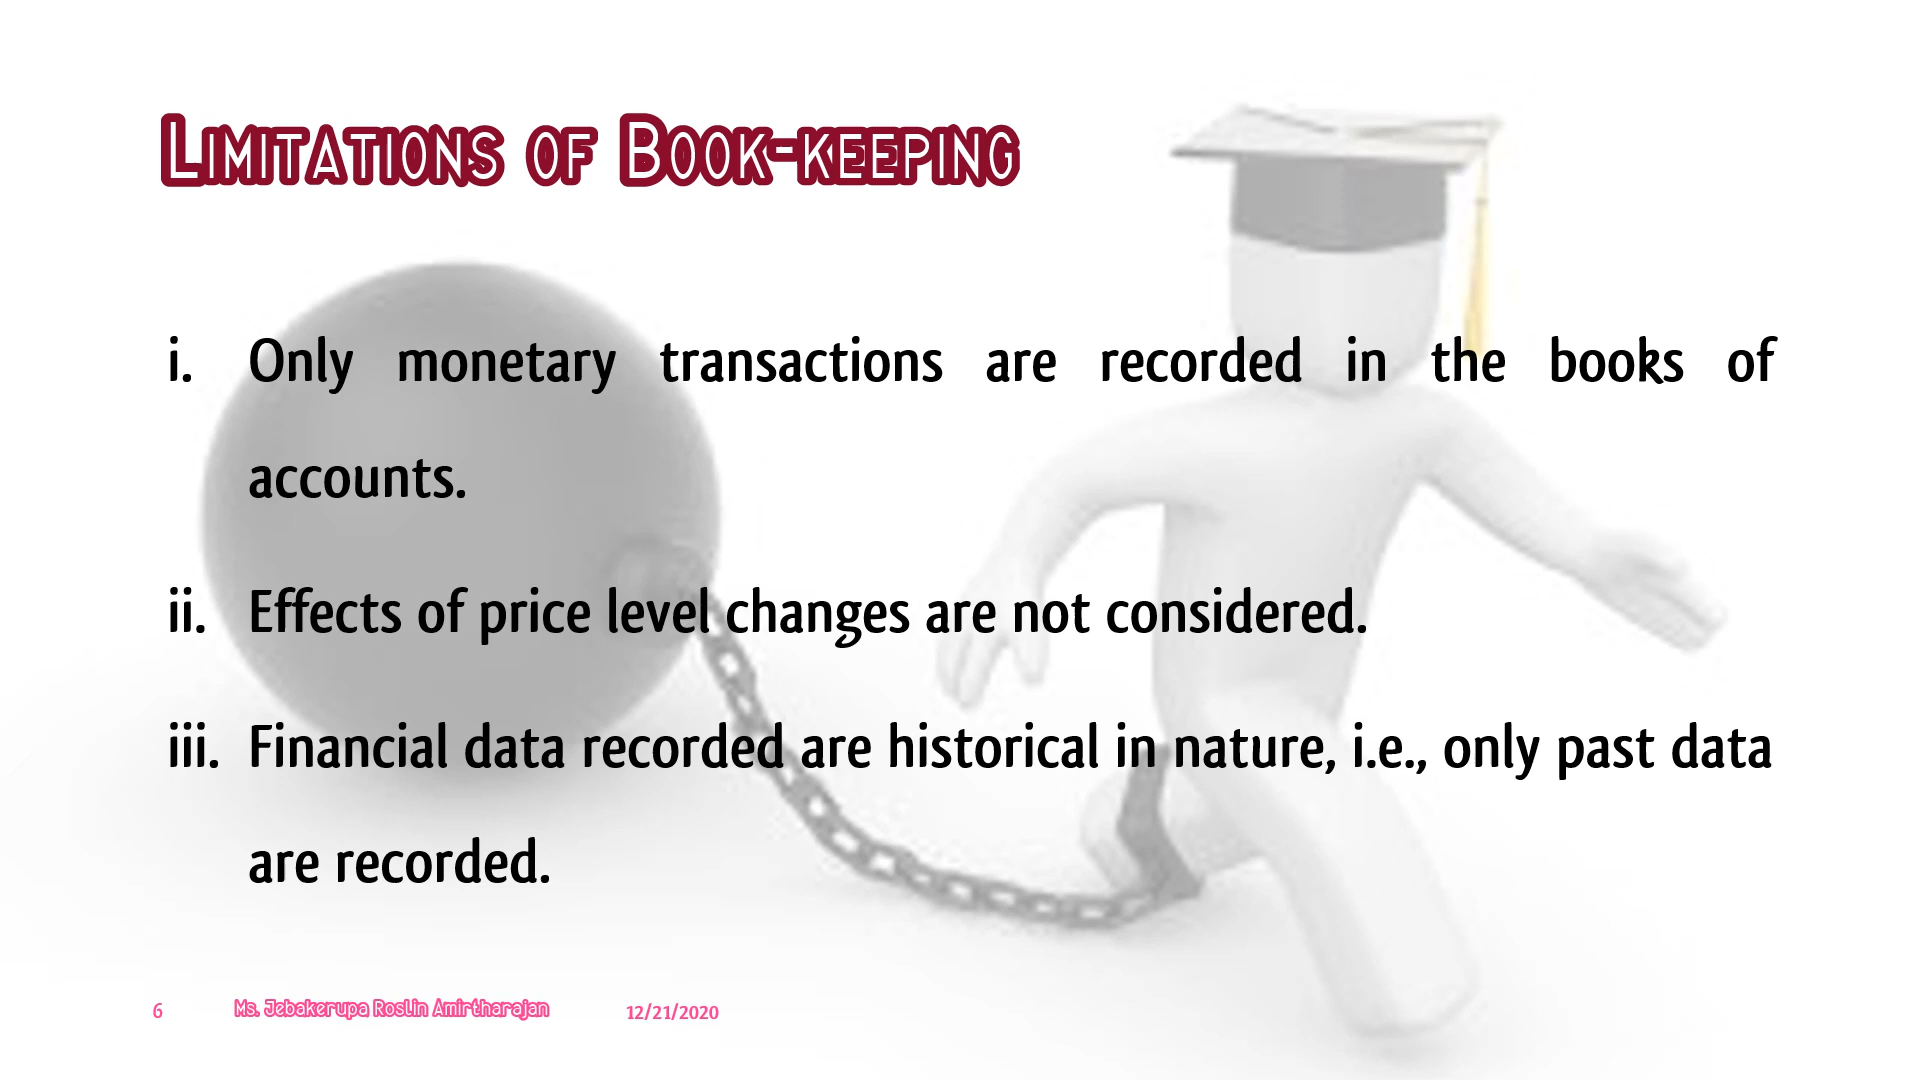 Limitations of Book-keeping
i. Only monetary transactions are recorded in the books of
accounts.
ii. Effects of price level changes are not considered.
iii. Financial data recorded are historical in nature, i.e., only past data
are recorded.
6 Ms. Jebakerupa Roslin Amirtharajan 12/21/2020